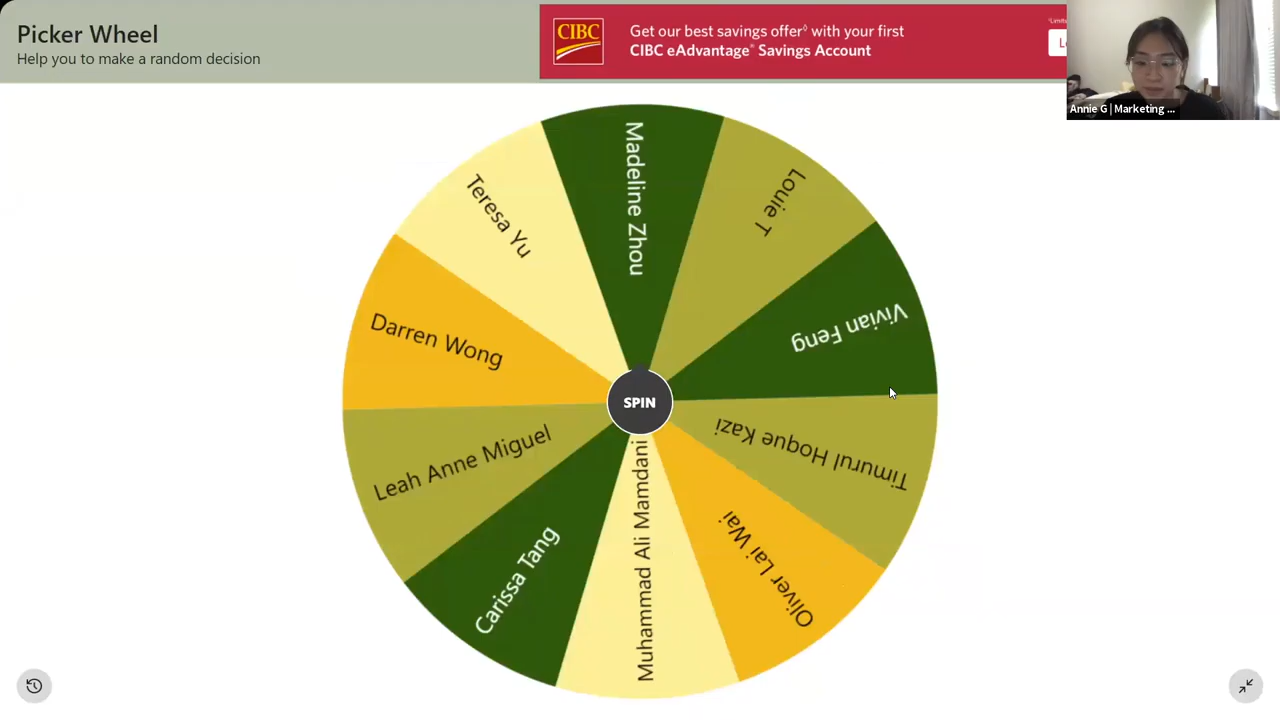 Picker Wheel
Help you to make a random decision
CIBC
Get our best savings offer◊ with your first
CIBC eAdvantage® Savings Account
Annie G | Marketing ...
Madeline Zhou
Louie T
Vivian Feng
Timurul Hoque Kazi
Oliver Lai Wai
Muhammad Ali Mamdani
Carissa Tang
Leah Anne Miguel
Darren Wong
Teresa Yu
SPIN